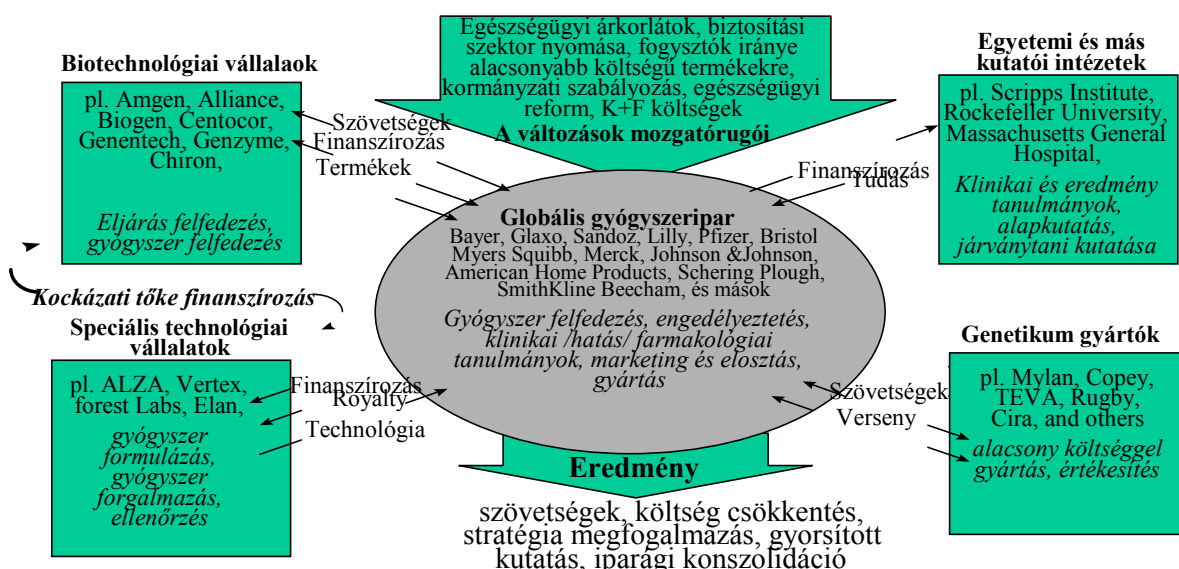 Egészségügyi árkorlátok, biztosítási
szektor nyomása, fogysztók iránye
alacsonyabb költségű termékekre,
kormányzati szabályozás, egészségügyi
reform, K+F költségek
A változások mozgatórugói
Biotechnológiai vállalaok
pl. Amgen, Alliance,
Biogen, Centocor,
Genentech, Genzyme,
Chiron,
Eljárás felfedezés,
gyógyszer felfedezés
Szövetségek
Finanszírozás
Termékek
Egyetemi és más
kutatói intézetek
pl. Scripps Institute,
Rockefeller University,
Massachusetts General
Hospital,
Klinikai és eredmény
tanulmányok,
alapkutatás,
járványtani kutatása
Finanszírozás
Tudás
Globális gyógyszeripar
Bayer, Glaxo, Sandoz, Lilly, Pfizer, Bristol
Myers Squibb, Merck, Johnson &Johnson,
American Home Products, Schering Plough,
SmithKline Beecham, és mások
Gyógyszer felfedezés, engedélyeztetés,
klinikai /hatás/ farmakológiai
tanulmányok, marketing és elosztás,
gyártás
Kockázati tőke finanszírozás
Speciális technológiai
vállalatok
pl. ALZA, Vertex,
forest Labs, Elan,
gyógyszer
formulázás,
gyógyszer
forgalmazás,
ellenőrzés
Finanszírozás
Royalty
Technológia
Genetikum gyártók
pl. Mylan, Copey,
TEVA, Rugby,
Cira, and others
alacsony költséggel
gyártás, értékesítés
Szövetségek
Verseny
Eredmény
szövetségek, költség csökkentés,
stratégia megfogalmazás, gyorsított
kutatás, iparági konszolidáció